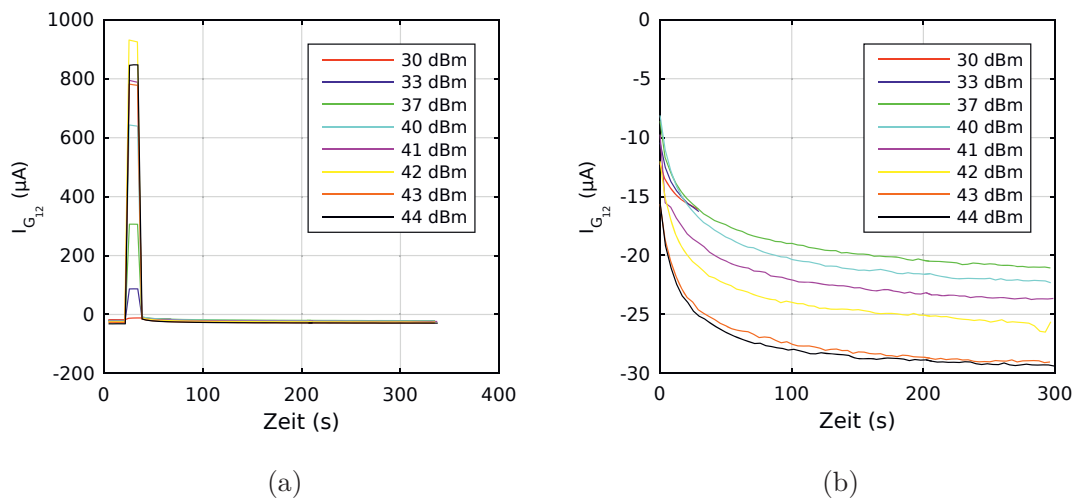 1000
800
600
400
200
0
-200
0
100
200
300
400
I_{G_{12}} (µA)
Zeit (s)
30 dBm
33 dBm
37 dBm
40 dBm
41 dBm
42 dBm
43 dBm
44 dBm
(a)
0
-5
-10
-15
-20
-25
-30
0
100
200
300
I_{G_{12}} (µA)
Zeit (s)
30 dBm
33 dBm
37 dBm
40 dBm
41 dBm
42 dBm
43 dBm
44 dBm
(b)